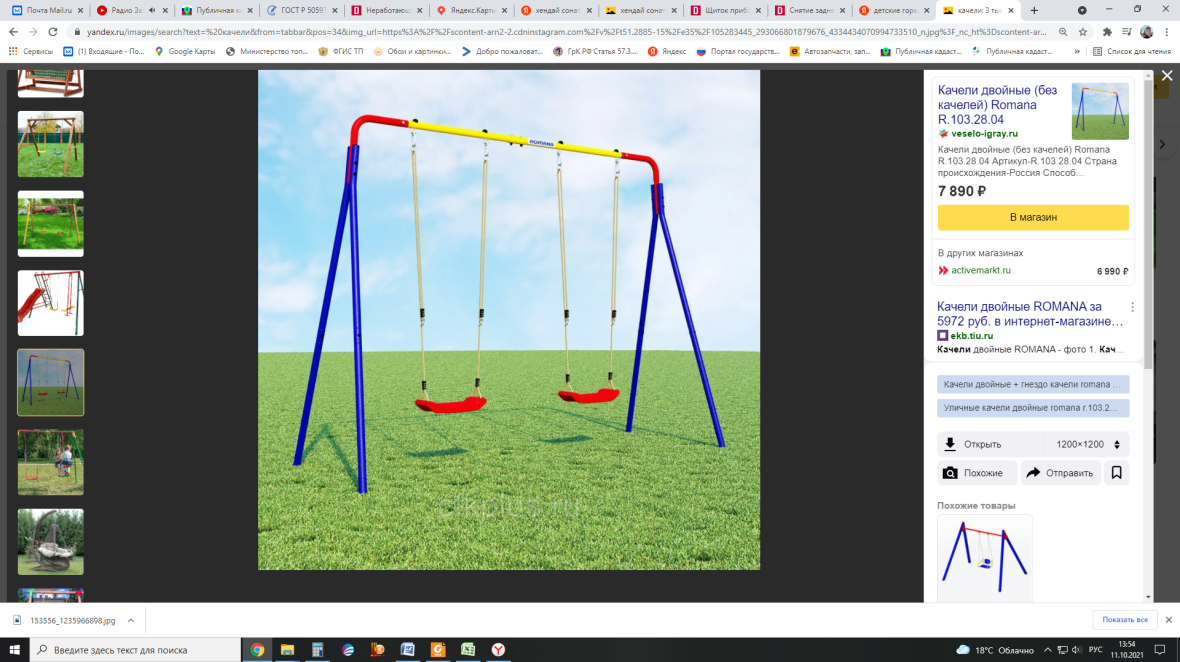 Почта Mail.ru
Радио За
Публичная к
ГОСТ Р 5059
Неработающ
Яндекс.Карты
хендай сонат
хендай сонат
Щиток прибо
Снятие задне
детские горк
качели: 3 тыс
yandex.ru/images/search?text=%20качели&from=tabbar&pos=34&img_url=https%3A%2F%2Fscontent-arn2-2.cdninstagram.com%2Fv%2Ft51.2885-15%2Fe35%2F105283445_293066801879676_4334434070994733510_n.jpg%3F_nc_ht%3Dscontent-ar...
Сервисы
(1) Входящие - По...
Google Карты
Министерство топ...
ФГИС ТП
Обои и картинки...
Добро пожаловат...
ГрК РФ Статья 57.3....
Яндекс
Портал государств...
Автозапчасти, зап...
Публичная кадаст...
Публичная кадаст...
»
Список для чтения
ROMANA
Качели двойные (без
качелей) Romana
R.103.28.04
veselo-igray.ru
Качели двойные (без качелей) Romana
R.103.28.04 Артикул-R.103.28.04 Страна
происхождения-Россия Способ...
7 890 ₽
В магазин
В других магазинах
activemarkt.ru
6 990 ₽
Качели двойные ROMANA за
5972 руб. в интернет-магазине...
ekb.tiu.ru
Качели двойные ROMANA - фото 1. Кач...
Качели двойные + гнездо качели romana ...
Уличные качели двойные romana r.103.2...
Открыть
1200×1200
Похожие
Отправить
Похожие товары
153556_1235966898.jpg
Показать все
Введите здесь текст для поиска
18°C Облачно
РУС
13:54
11.10.2021